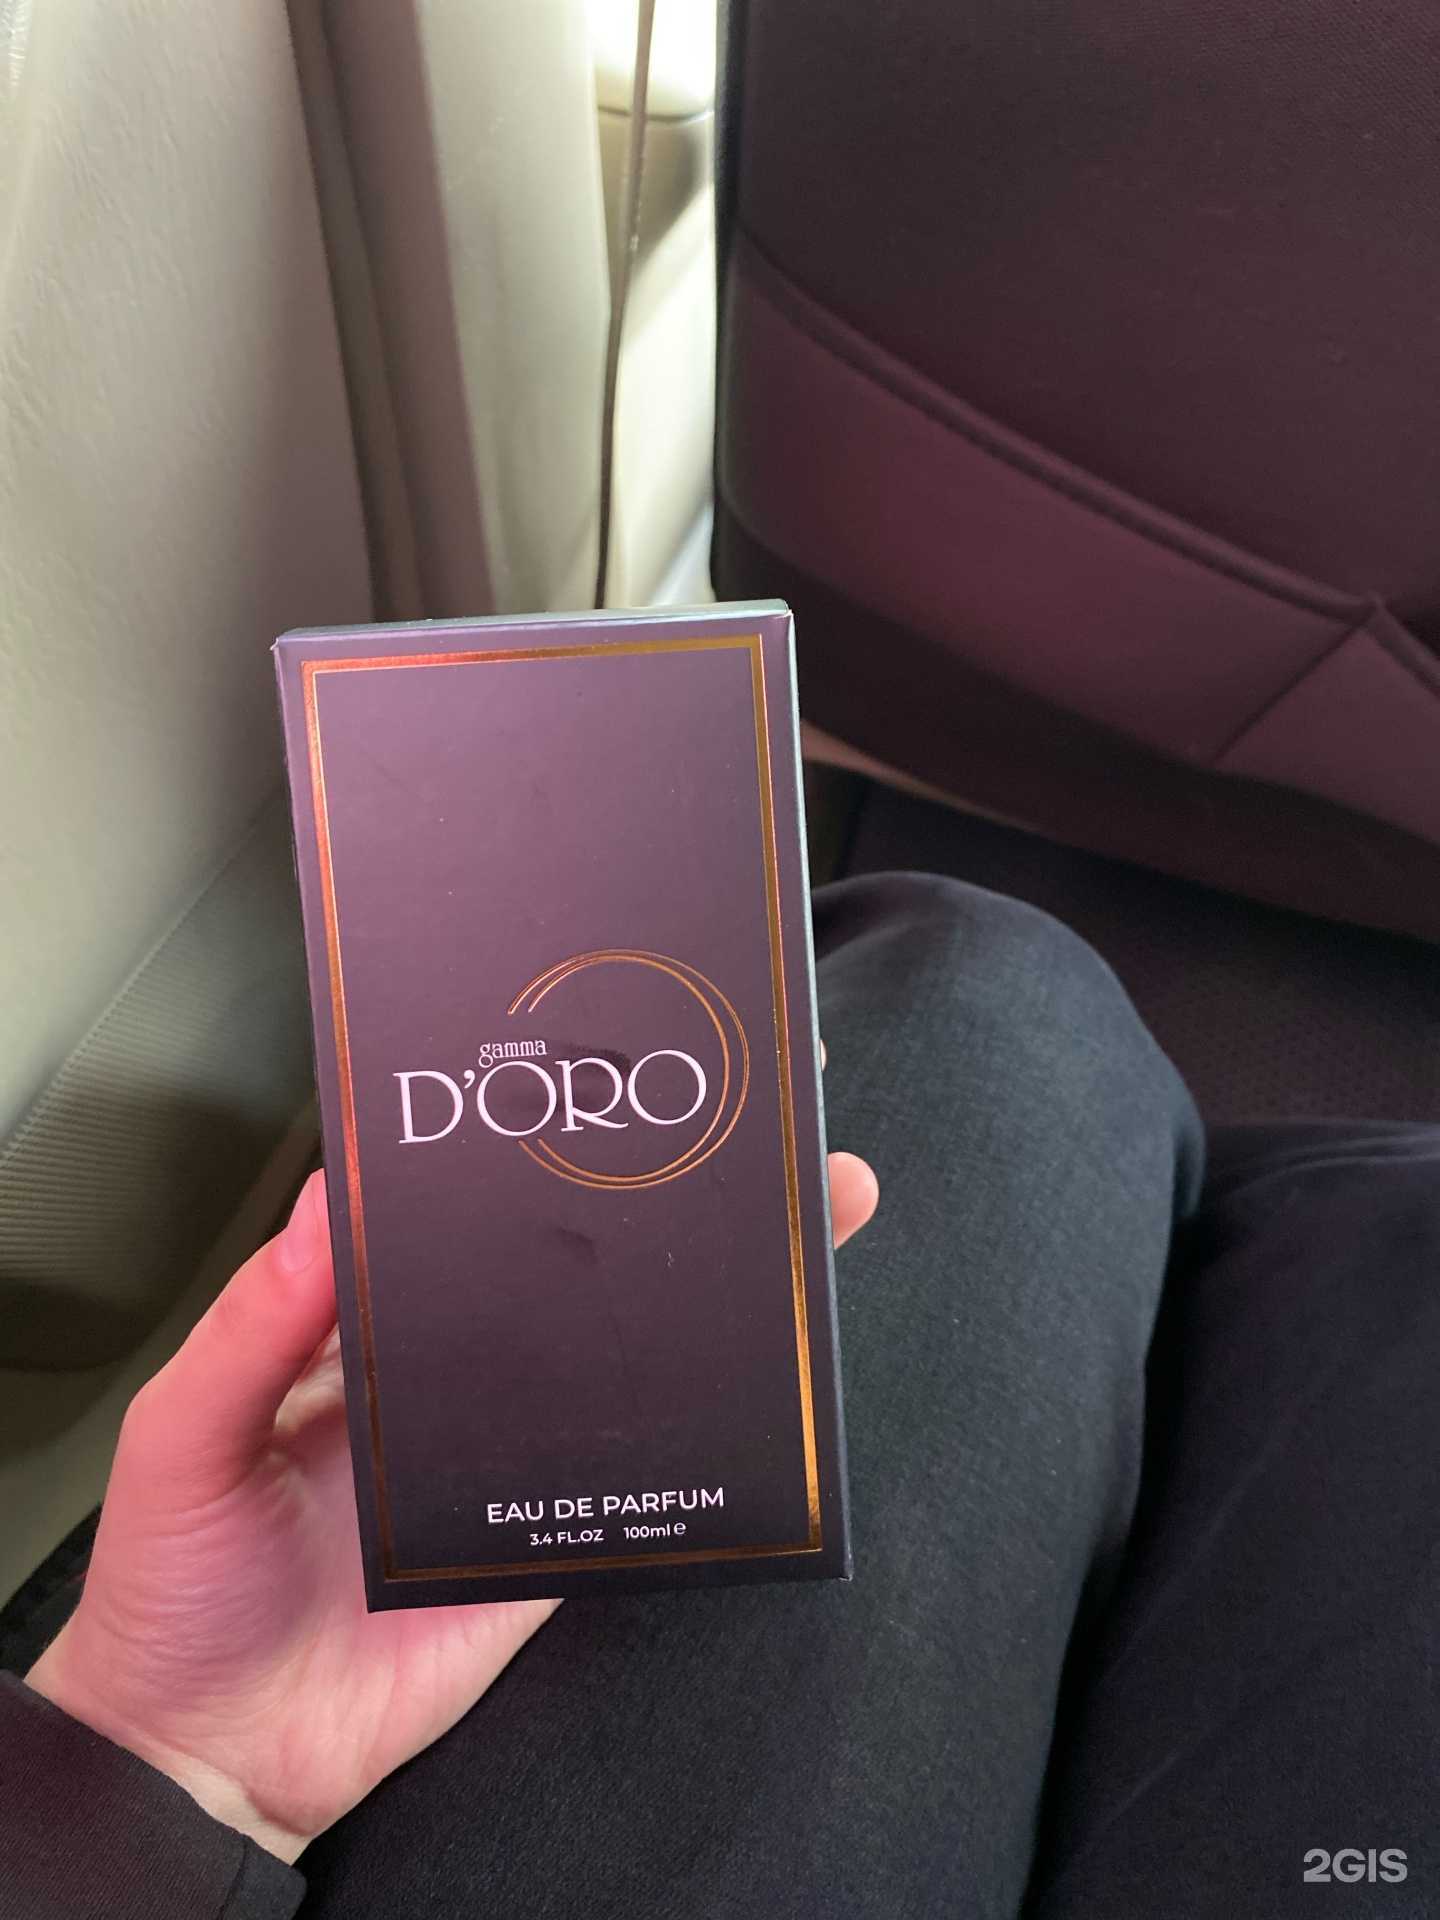 gamma
D'ORO
EAU DE PARFUM
3.4 FL.OZ 100ml ℮
2GIS